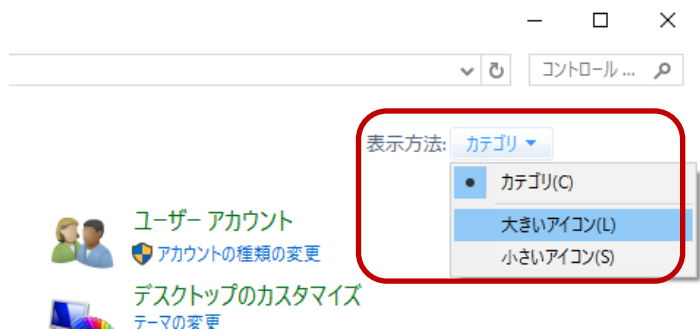 コントロール ...
表示方法: カテゴリ
カテゴリ(C)
大きいアイコン(L)
小さいアイコン(S)
ユーザー アカウント
アカウントの種類の変更
デスクトップのカスタマイズ
テーマの変更